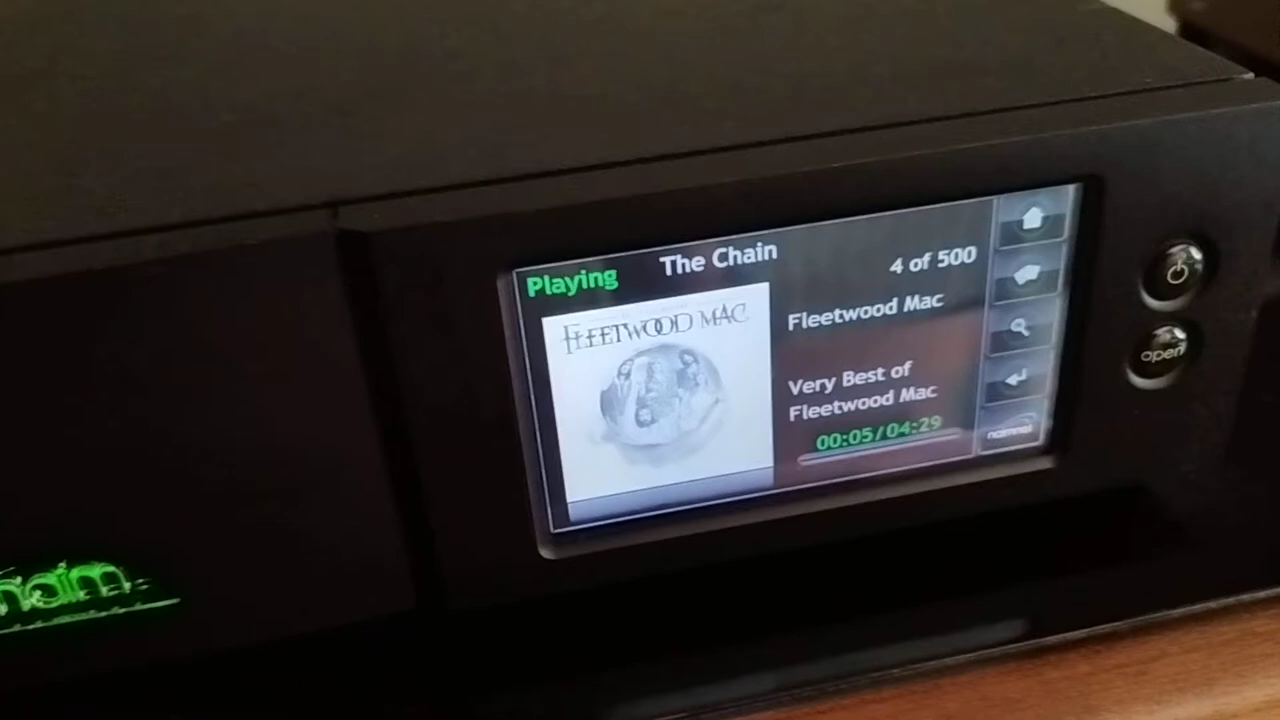 Playing
The Chain
4 of 500
FLEETWOOD MAC
Fleetwood Mac
Very Best of
Fleetwood Mac
00:05/04:29
naimnet
open
naim